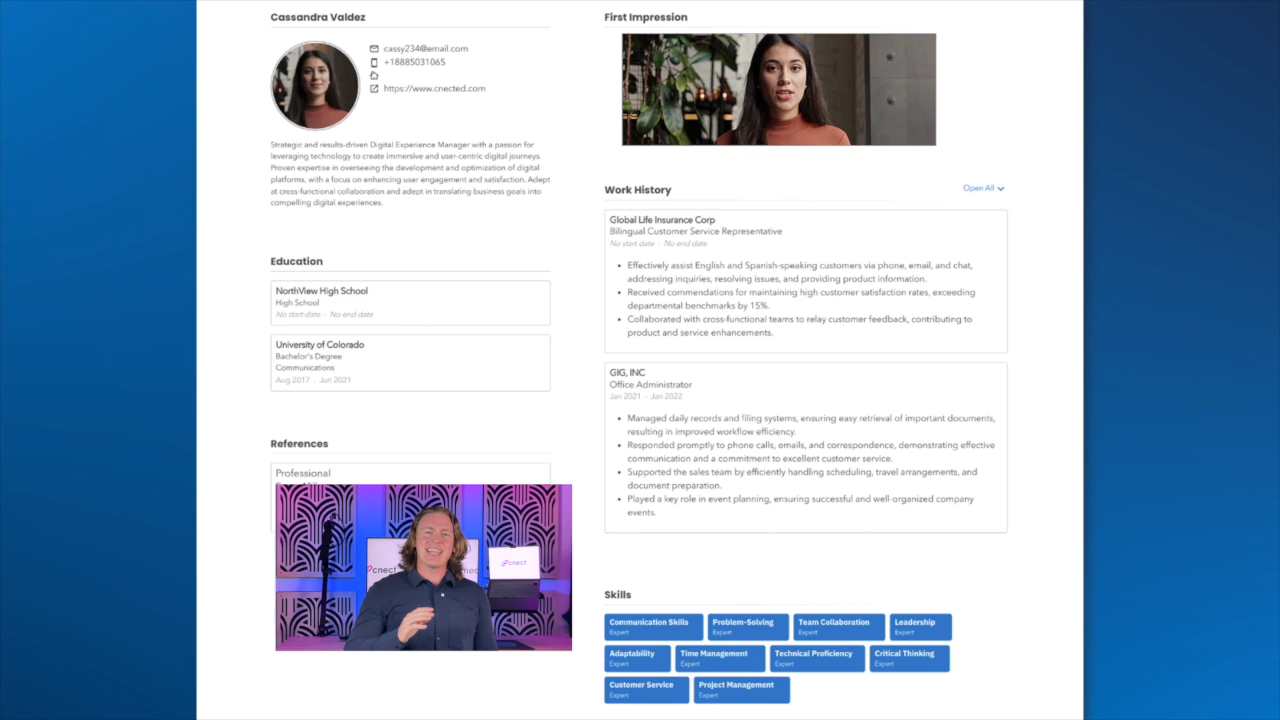 Cassandra Valdez
cassy234@email.com
+18885031065
https://www.cnected.com
Strategic and results-driven Digital Experience Manager with a passion for
leveraging technology to create immersive and user-centric digital journeys.
Proven expertise in overseeing the development and optimization of digital
platforms, with a focus on enhancing user engagement and satisfaction. Adept
at cross-functional collaboration and adept in translating business goals into
compelling digital experiences.
Education
NorthView High School
High School
No start date - No end date
University of Colorado
Bachelor's Degree
Communications
Aug 2017 - Jun 2021
References
Professional
cnect
cnect
First Impression
Work History
Open All
Global Life Insurance Corp
Bilingual Customer Service Representative
No start date - No end date
• Effectively assist English and Spanish-speaking customers via phone, email, and chat,
addressing inquiries, resolving issues, and providing product information.
• Received commendations for maintaining high customer satisfaction rates, exceeding
departmental benchmarks by 15%.
• Collaborated with cross-functional teams to relay customer feedback, contributing to
product and service enhancements.
GIG, INC
Office Administrator
Jan 2021 - Jan 2022
• Managed daily records and filing systems, ensuring easy retrieval of important documents,
resulting in improved workflow efficiency.
• Responded promptly to phone calls, emails, and correspondence, demonstrating effective
communication and a commitment to excellent customer service.
• Supported the sales team by efficiently handling scheduling, travel arrangements, and
document preparation.
• Played a key role in event planning, ensuring successful and well-organized company
events.
Skills
Communication Skills
Expert
Problem-Solving
Expert
Team Collaboration
Expert
Leadership
Expert
Adaptability
Expert
Time Management
Expert
Technical Proficiency
Expert
Critical Thinking
Expert
Customer Service
Expert
Project Management
Expert